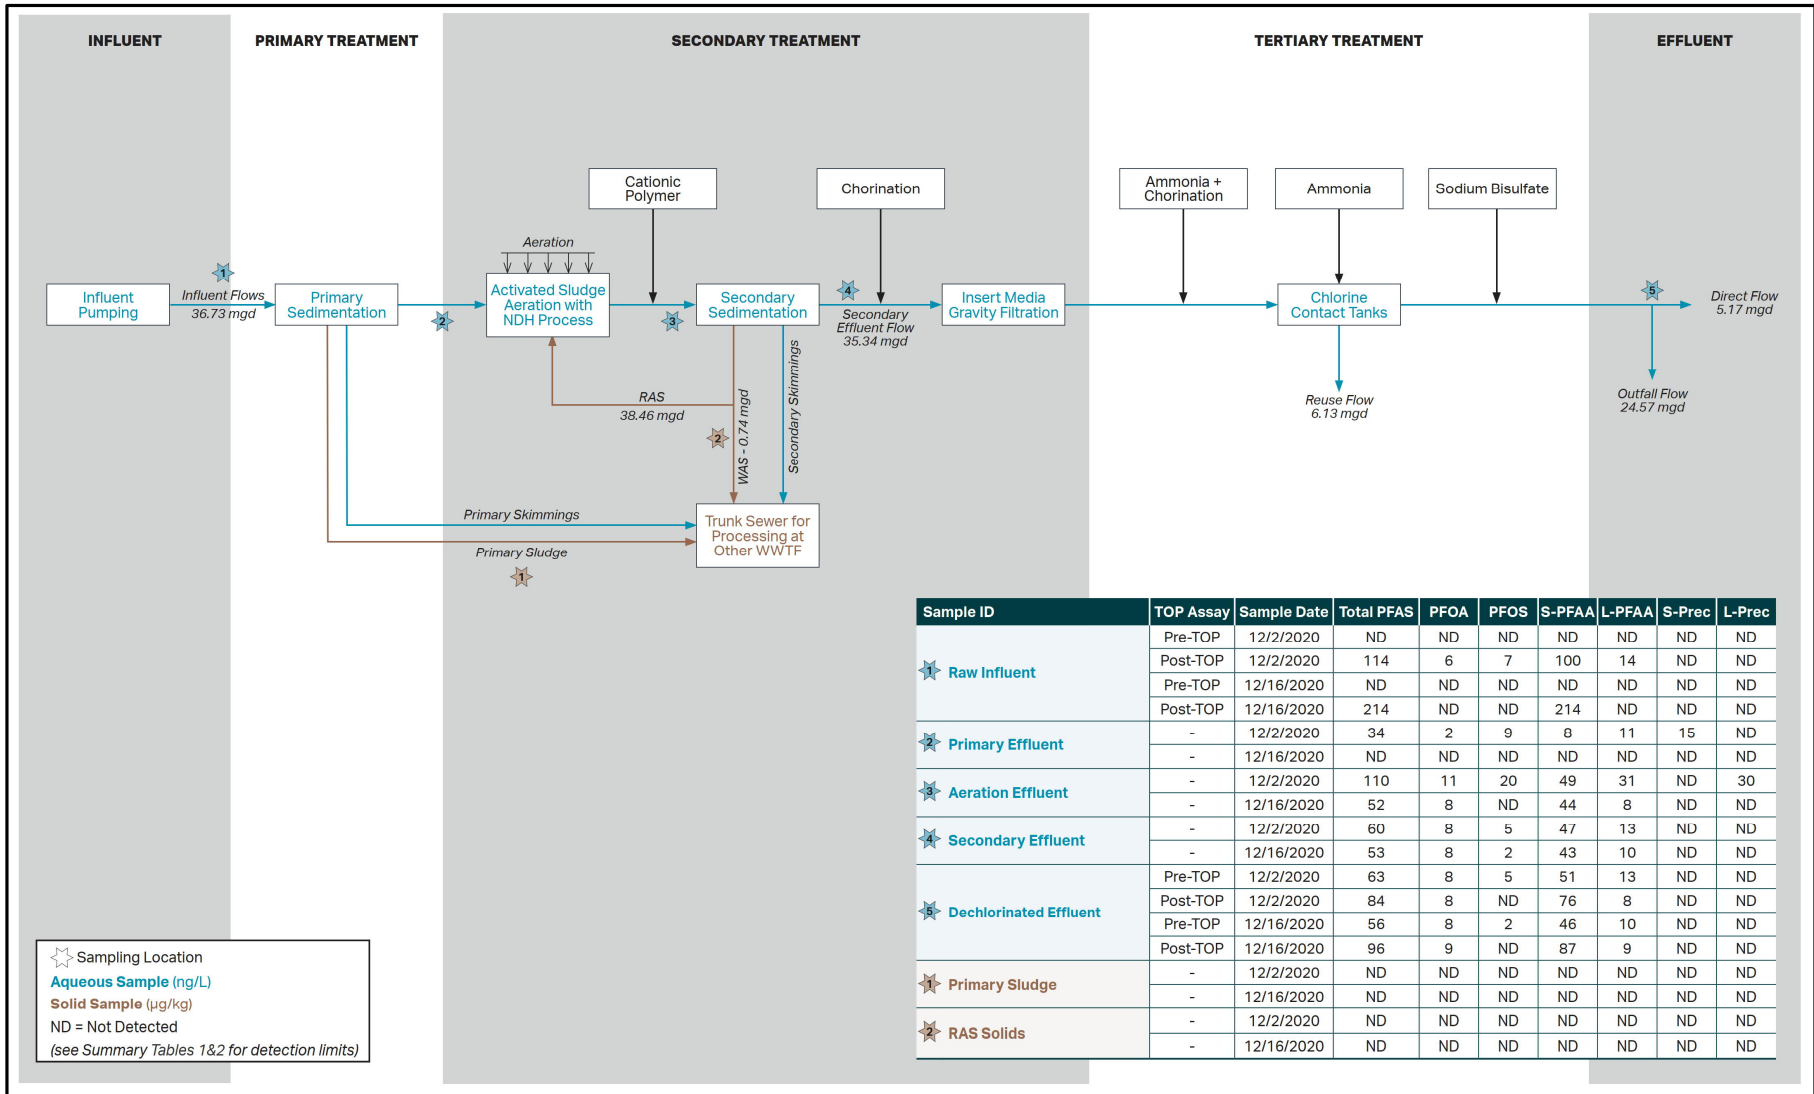 INFLUENT
PRIMARY TREATMENT
SECONDARY TREATMENT
TERTIARY TREATMENT
EFFLUENT
Cationic
Polymer
Chorination
Ammonia +
Chorination
Ammonia
Sodium Bisulfate
Aeration
1
Influent
Pumping
Influent Flows
36.73 mgd
Primary
Sedimentation
2
Activated Sludge
Aeration with
NDH Process
3
Secondary
Sedimentation
4
Secondary
Effluent Flow
35.34 mgd
Insert Media
Gravity Filtration
Chlorine
Contact Tanks
5
Direct Flow
5.17 mgd
Reuse Flow
6.13 mgd
Outfall Flow
24.57 mgd
RAS
38.46 mgd
2
WAS - 0.74 mgd
Secondary Skimmings
Primary Skimmings
Primary Sludge
1
Trunk Sewer for
Processing at
Other WWTF
Sample ID TOP Assay Sample Date Total PFAS PFOA PFOS S-PFAA L-PFAA S-Prec L-Prec
1 Raw Influent
Pre-TOP 12/2/2020 ND ND ND ND ND ND ND
Post-TOP 12/2/2020 114 6 7 100 14 ND ND
Pre-TOP 12/16/2020 ND ND ND ND ND ND ND
Post-TOP 12/16/2020 214 ND ND 214 ND ND ND
2 Primary Effluent
- 12/2/2020 34 2 9 8 11 15 ND
- 12/16/2020 ND ND ND ND ND ND ND
3 Aeration Effluent
- 12/2/2020 110 11 20 49 31 ND 30
- 12/16/2020 52 8 ND 44 8 ND ND
4 Secondary Effluent
- 12/2/2020 60 8 5 47 13 ND ND
- 12/16/2020 53 8 2 43 10 ND ND
5 Dechlorinated Effluent
Pre-TOP 12/2/2020 63 8 5 51 13 ND ND
Post-TOP 12/2/2020 84 8 ND 76 8 ND ND
Pre-TOP 12/16/2020 56 8 2 46 10 ND ND
Post-TOP 12/16/2020 96 9 ND 87 9 ND ND
1 Primary Sludge
- 12/2/2020 ND ND ND ND ND ND ND
- 12/16/2020 ND ND ND ND ND ND ND
2 RAS Solids
- 12/2/2020 ND ND ND ND ND ND ND
- 12/16/2020 ND ND ND ND ND ND ND
Sampling Location
Aqueous Sample (ng/L)
Solid Sample (µg/kg)
ND = Not Detected
(see Summary Tables 1&2 for detection limits)